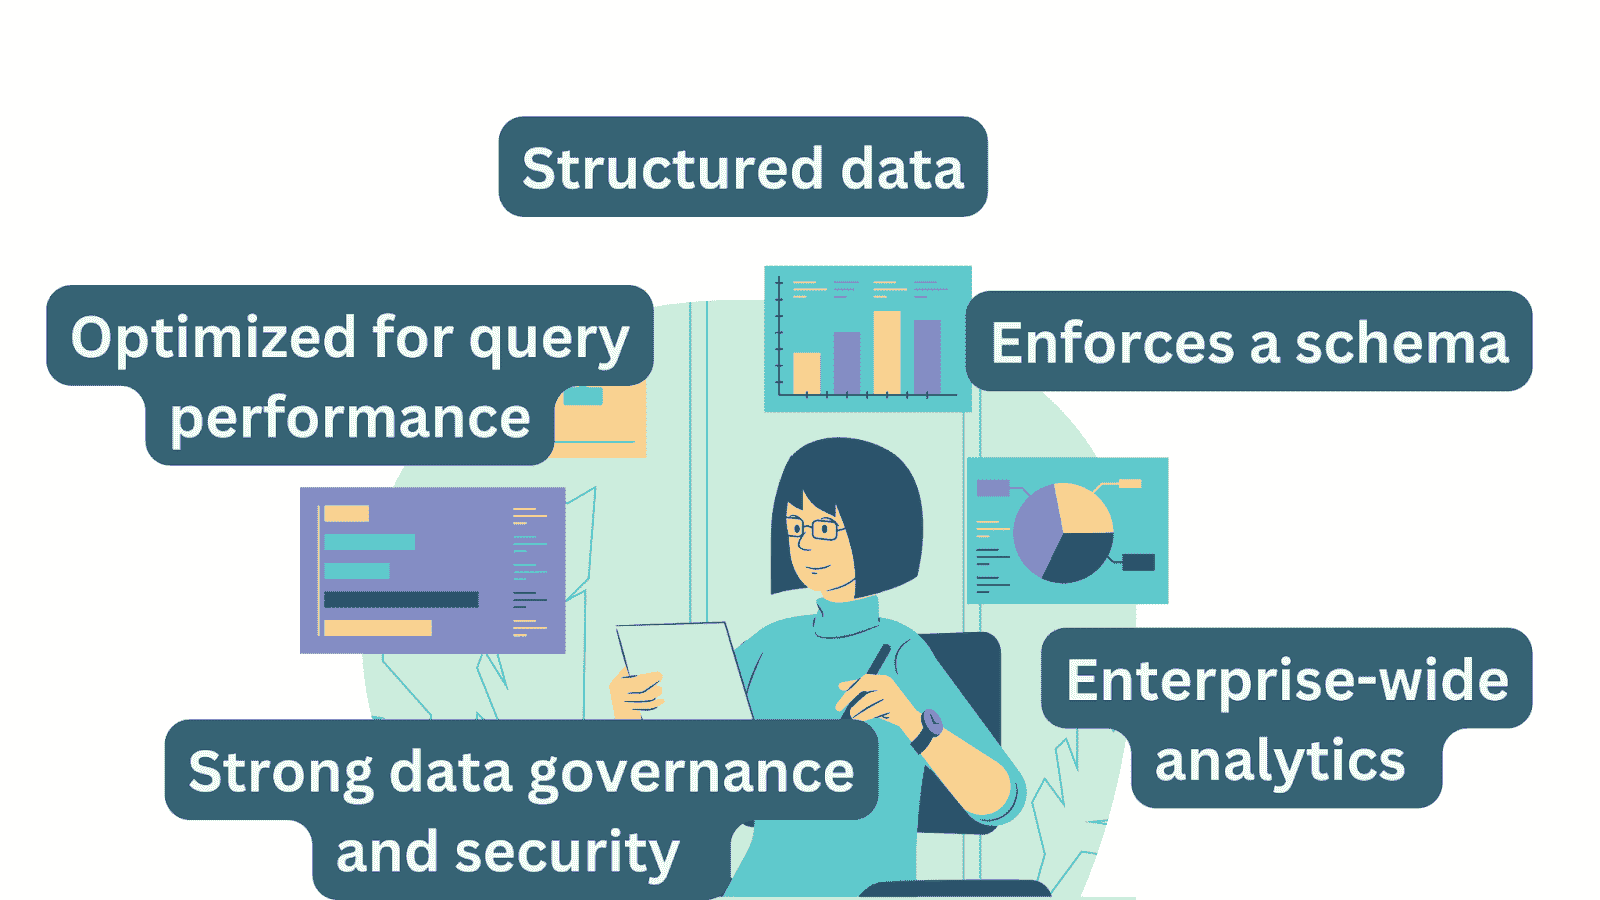 Structured data
Optimized for query
performance
Enforces a schema
Enterprise-wide
analytics
Strong data governance
and security